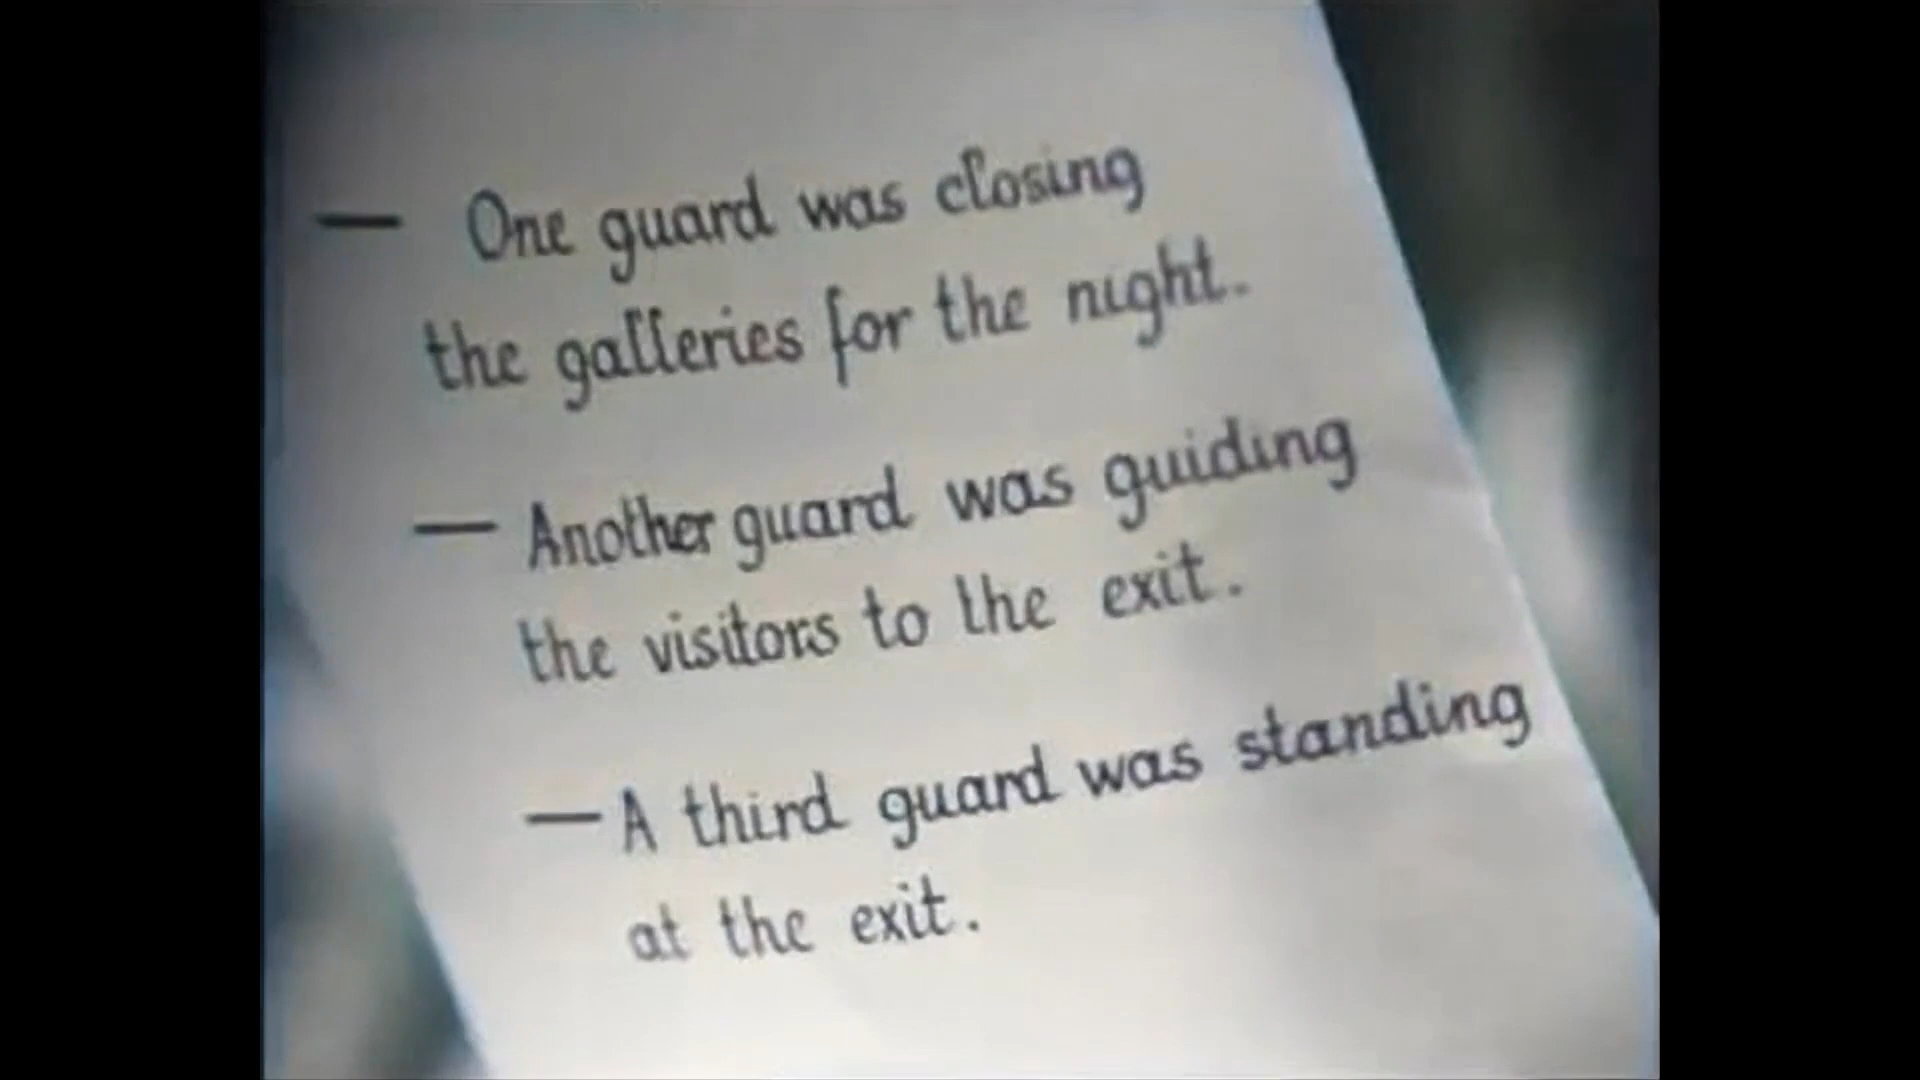 — One guard was closing
the galleries for the night.
— Another guard was guiding
the visitors to the exit.
— A third guard was standing
at the exit.